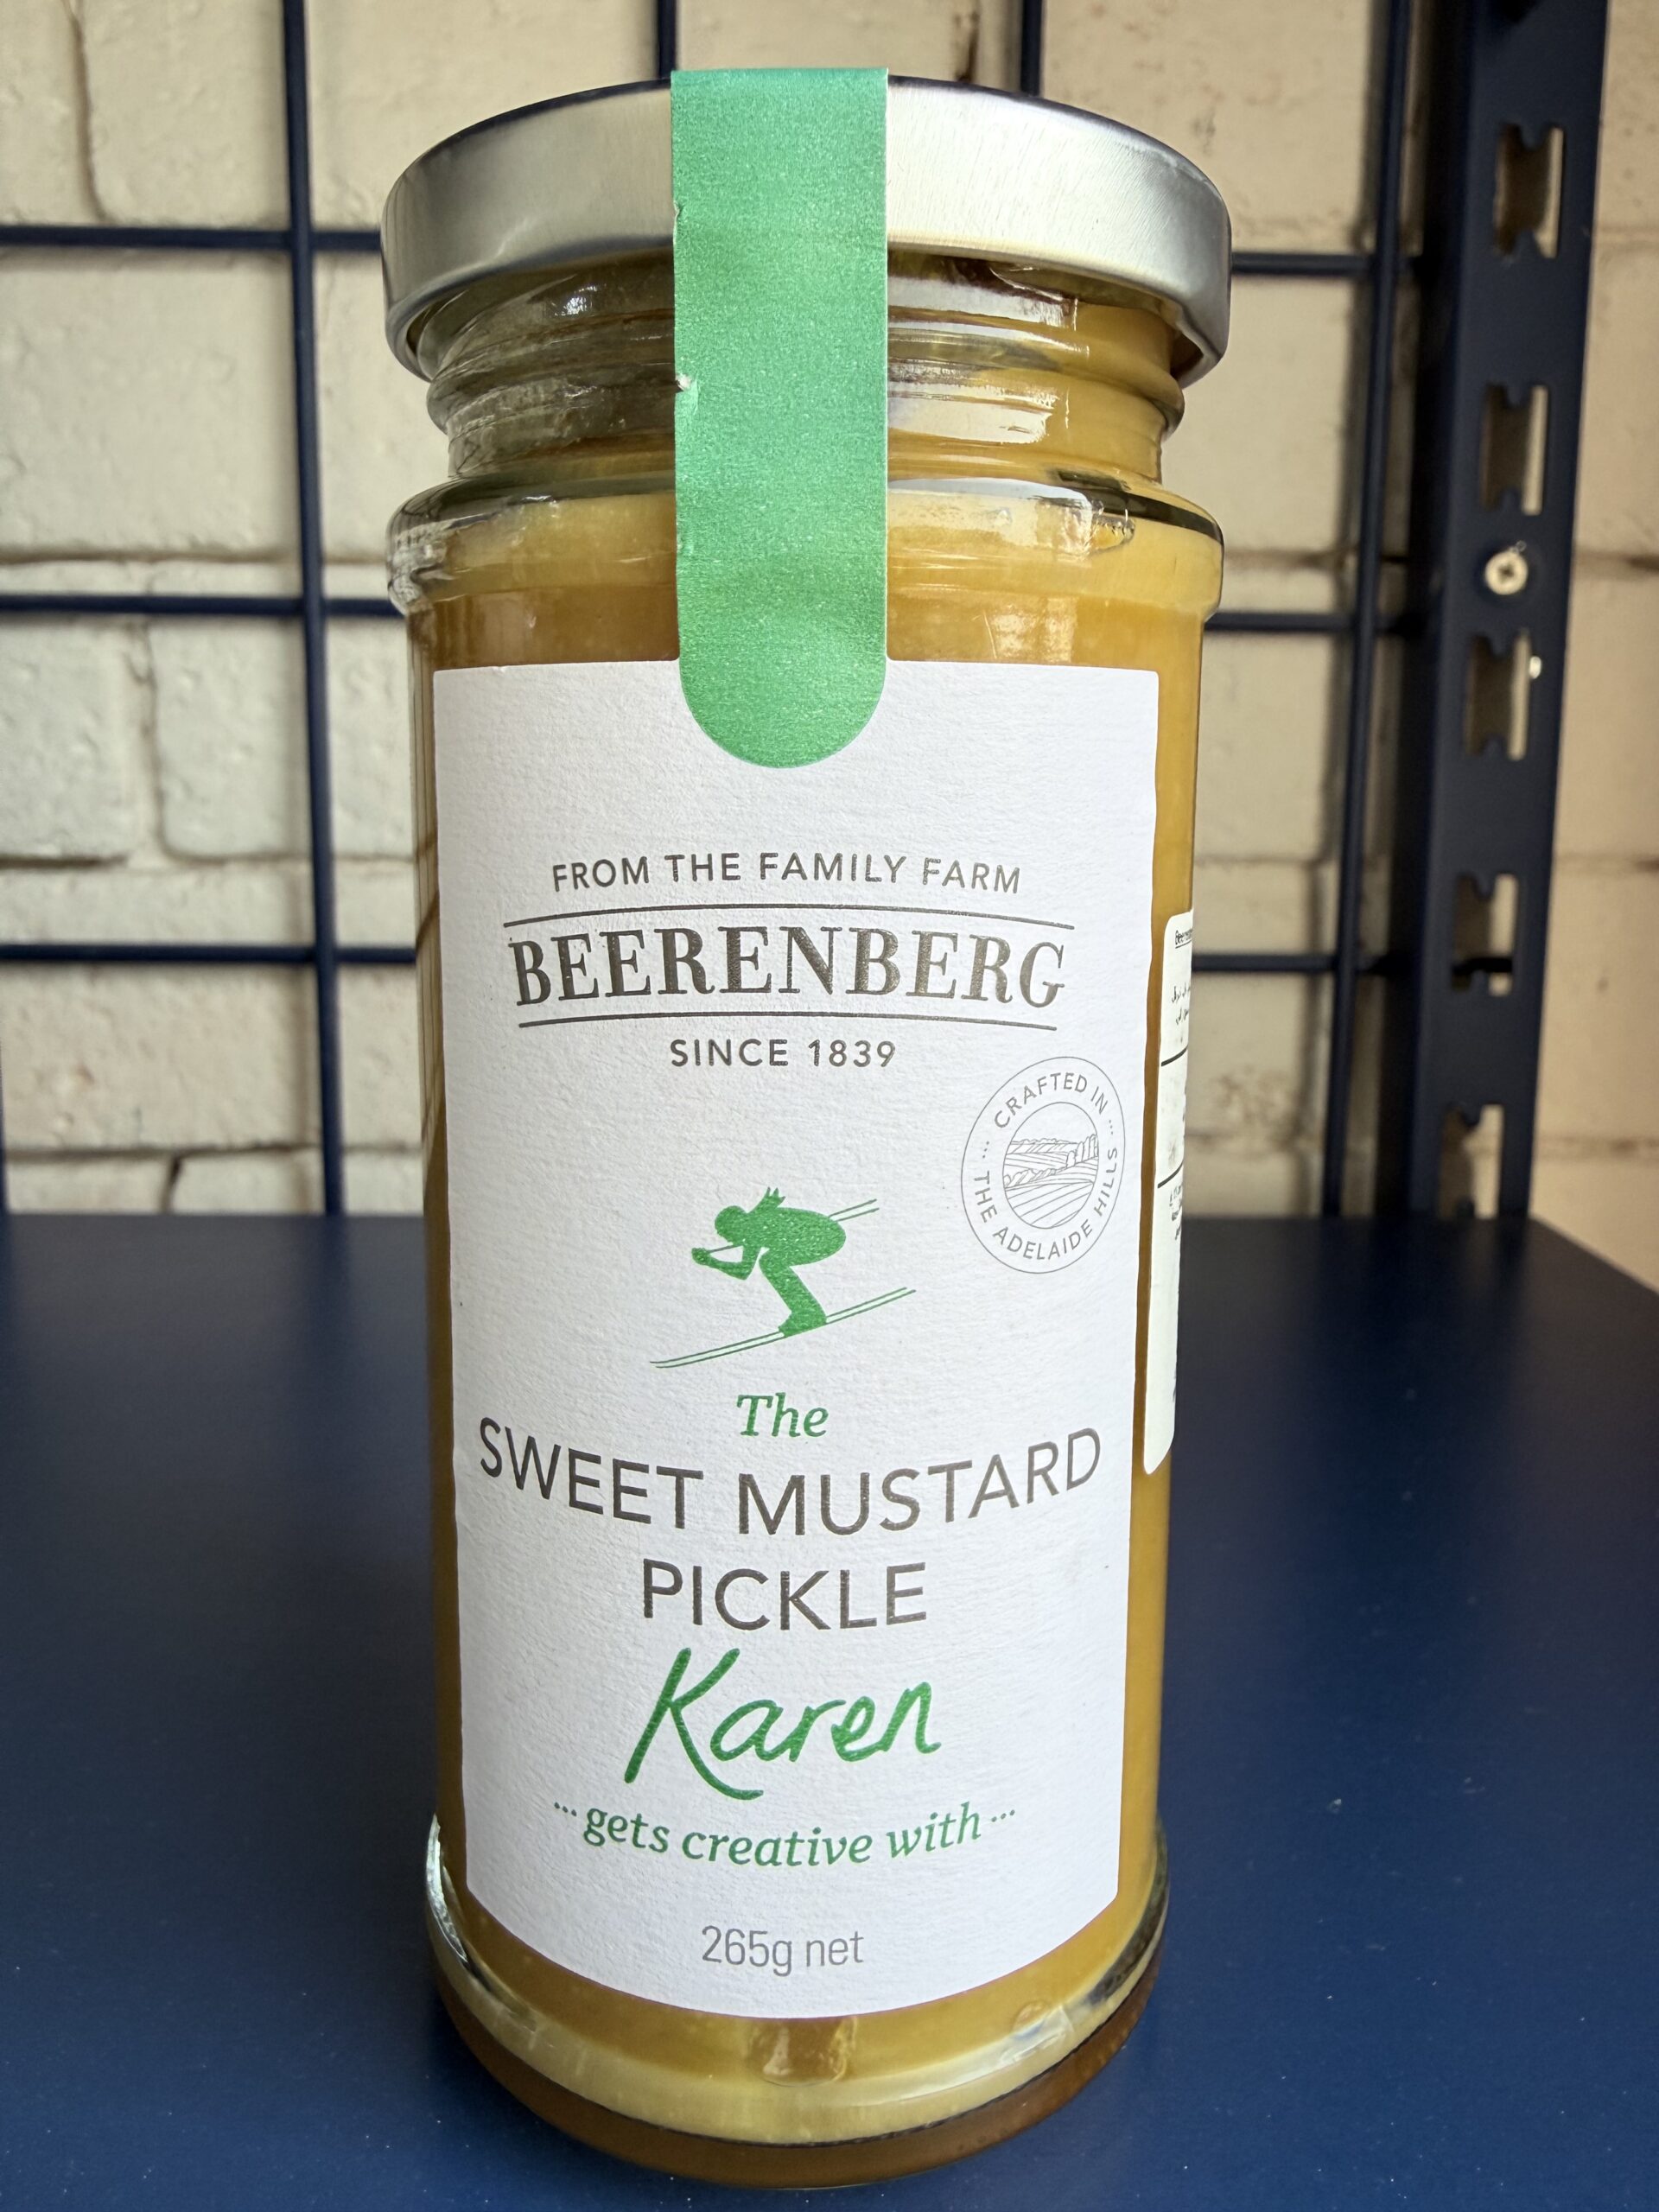 FROM THE FAMILY FARM
BEERENBERG
SINCE 1839
CRAFTED IN
... THE ADELAIDE HILLS ...
The
SWEET MUSTARD
PICKLE
Karen
... gets creative with ...
265g net